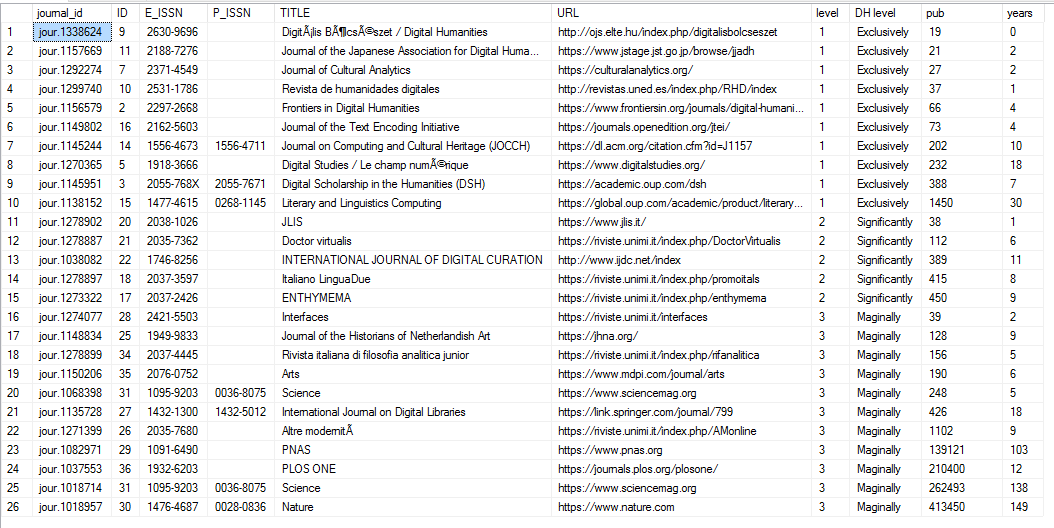 journal_id ID E_ISSN P_ISSN TITLE URL level DH level pub years
1 jour.1338624 9 2630-9696 DigitÃ¡lis BÃ¶csÃ©szet / Digital Humanities http://ojs.elte.hu/index.php/digitalisbolcseszet 1 Exclusively 19 0
2 jour.1157669 11 2188-7276 Journal of the Japanese Association for Digital Huma... https://www.jstage.jst.go.jp/browse/jjadh 1 Exclusively 21 2
3 jour.1292274 7 2371-4549 Journal of Cultural Analytics https://culturalanalytics.org/ 1 Exclusively 27 2
4 jour.1299740 10 2531-1786 Revista de humanidades digitales http://revistas.uned.es/index.php/RHD/index 1 Exclusively 37 1
5 jour.1156579 2 2297-2668 Frontiers in Digital Humanities https://www.frontiersin.org/journals/digital-humani... 1 Exclusively 66 4
6 jour.1149802 16 2162-5603 Journal of the Text Encoding Initiative https://journals.openedition.org/jtei/ 1 Exclusively 73 4
7 jour.1145244 14 1556-4673 1556-4711 Journal on Computing and Cultural Heritage (JOCCH) https://dl.acm.org/citation.cfm?id=J1157 1 Exclusively 202 10
8 jour.1270365 5 1918-3666 Digital Studies / Le champ numÃ©rique https://www.digitalstudies.org/ 1 Exclusively 232 18
9 jour.1145951 3 2055-768X 2055-7671 Digital Scholarship in the Humanities (DSH) https://academic.oup.com/dsh 1 Exclusively 388 7
10 jour.1138152 15 1477-4615 0268-1145 Literary and Linguistics Computing https://global.oup.com/academic/product/literary... 1 Exclusively 1450 30
11 jour.1278902 20 2038-1026 JLIS https://www.jlis.it/ 2 Significantly 38 1
12 jour.1278887 21 2035-7362 Doctor virtualis https://riviste.unimi.it/index.php/DoctorVirtualis 2 Significantly 112 6
13 jour.1038082 22 1746-8256 INTERNATIONAL JOURNAL OF DIGITAL CURATION http://www.ijdc.net/index 2 Significantly 389 11
14 jour.1278897 18 2037-3597 Italiano LinguaDue https://riviste.unimi.it/index.php/promoitals 2 Significantly 415 8
15 jour.1273322 17 2037-2426 ENTHYMEMA https://riviste.unimi.it/index.php/enthymema 2 Significantly 450 9
16 jour.1274077 28 2421-5503 Interfaces https://riviste.unimi.it/interfaces 3 Maginally 39 2
17 jour.1148834 25 1949-9833 Journal of the Historians of Netherlandish Art https://jhna.org/ 3 Maginally 128 9
18 jour.1278899 34 2037-4445 Rivista italiana di filosofia analitica junior https://riviste.unimi.it/index.php/rifanalitica 3 Maginally 156 5
19 jour.1150206 35 2076-0752 Arts https://www.mdpi.com/journal/arts 3 Maginally 190 6
20 jour.1068398 31 1095-9203 0036-8075 Science https://www.sciencemag.org 3 Maginally 248 5
21 jour.1135728 27 1432-1300 1432-5012 International Journal on Digital Libraries https://link.springer.com/journal/799 3 Maginally 426 18
22 jour.1271399 26 2035-7680 Altre modernitÃ https://riviste.unimi.it/index.php/AMonline 3 Maginally 1102 9
23 jour.1082971 29 1091-6490 PNAS https://www.pnas.org 3 Maginally 139121 103
24 jour.1037553 36 1932-6203 PLOS ONE https://journals.plos.org/plosone/ 3 Maginally 210400 12
25 jour.1018714 31 1095-9203 0036-8075 Science https://www.sciencemag.org 3 Maginally 262493 138
26 jour.1018957 30 1476-4687 0028-0836 Nature https://www.nature.com 3 Maginally 413450 149